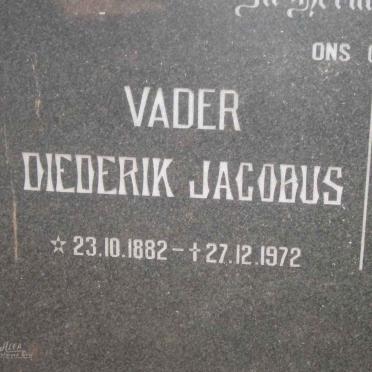 ONS
VADER
DIEDERIK JACOBUS
☆ 23.10.1882 – ✝ 27.12.1972